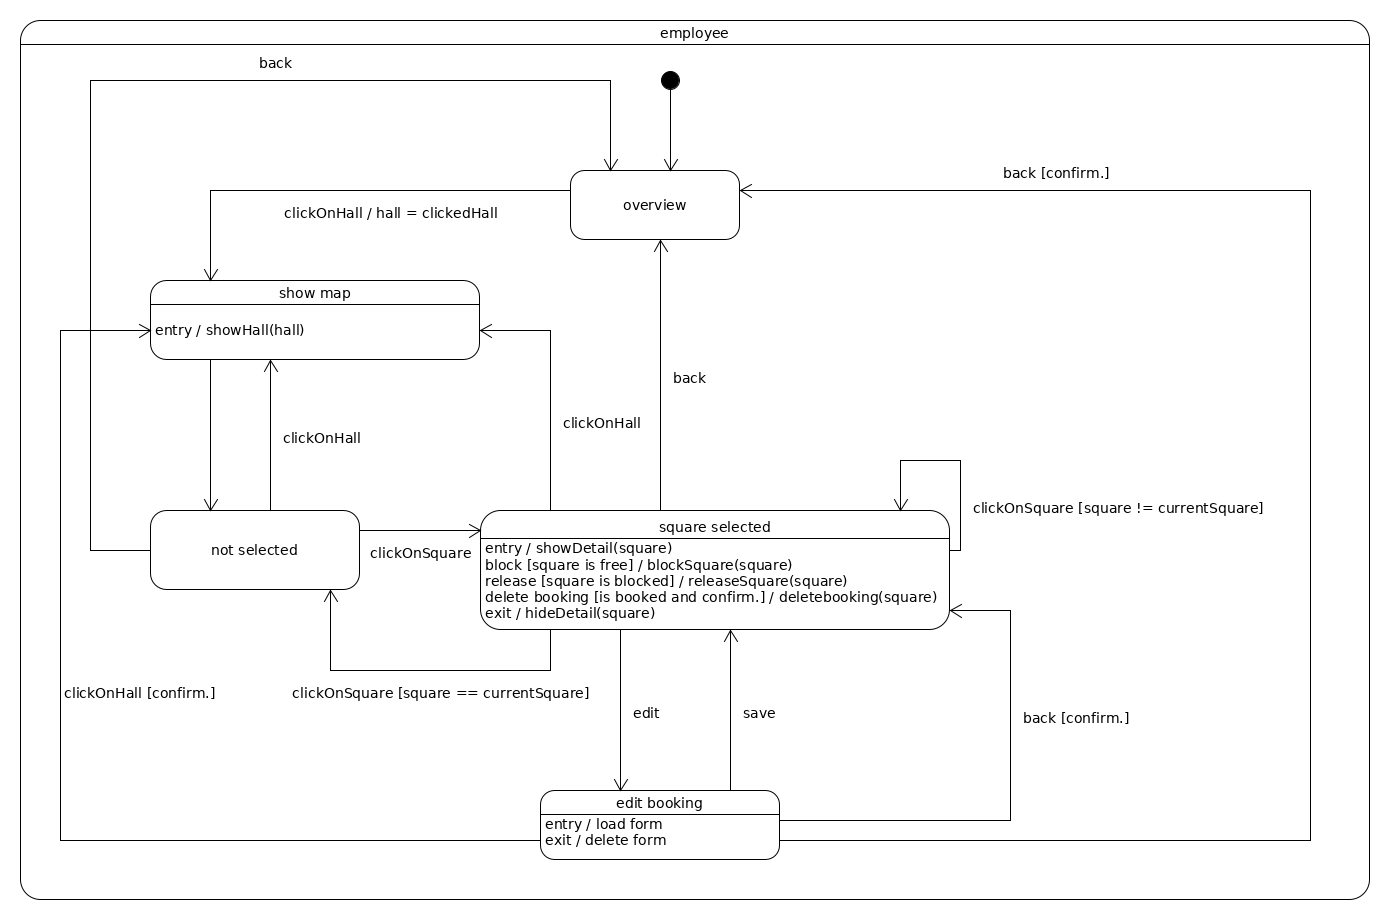 employee
back
back [confirm.]
overview
clickOnHall / hall = clickedHall
show map
entry / showHall(hall)
back
clickOnHall
clickOnHall
clickOnSquare [square != currentSquare]
square selected
not selected
clickOnSquare
entry / showDetail(square)
block [square is free] / blockSquare(square)
release [square is blocked] / releaseSquare(square)
delete booking [is booked and confirm.] / deletebooking(square)
exit / hideDetail(square)
clickOnHall [confirm.]
clickOnSquare [square == currentSquare]
edit
save
back [confirm.]
edit booking
entry / load form
exit / delete form